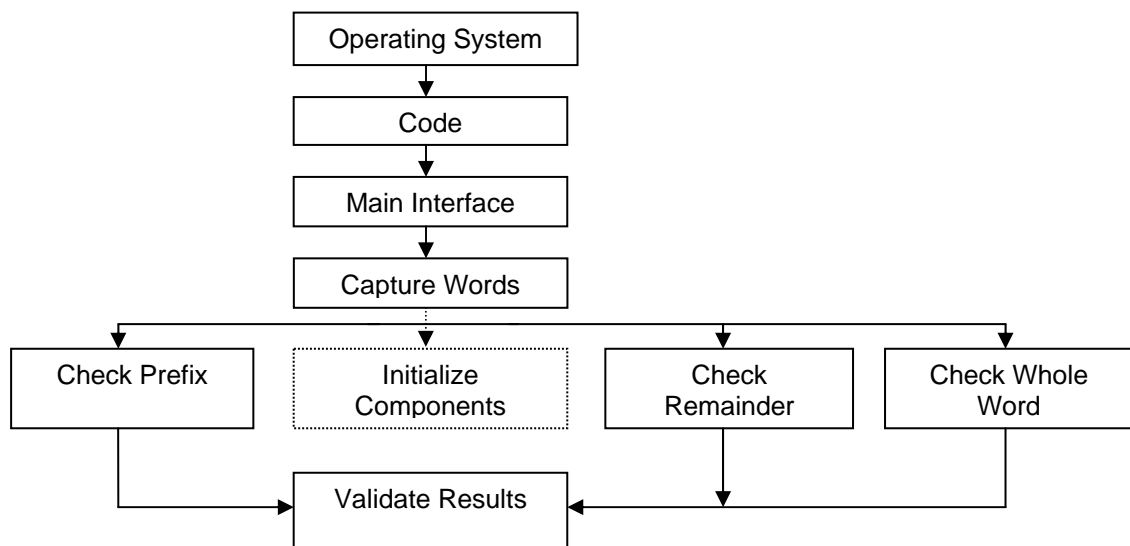 Operating System
Code
Main Interface
Capture Words
Check Prefix
Initialize
Components
Check
Remainder
Check Whole
Word
Validate Results